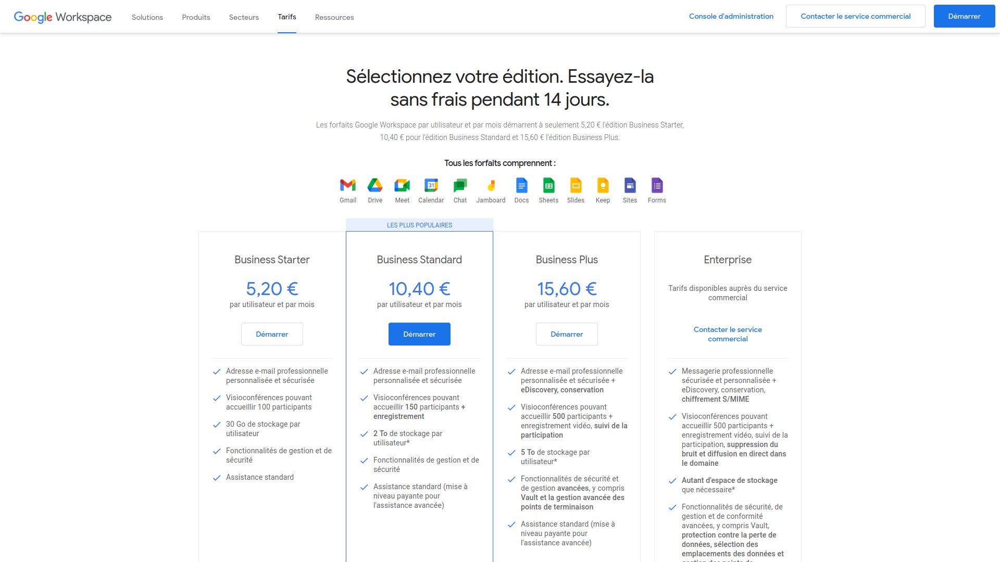 Google Workspace
Solutions
Produits
Secteurs
Tarifs
Ressources
Console d'administration
Contacter le service commercial
Démarrer
Sélectionnez votre édition. Essayez-la
sans frais pendant 14 jours.
Les forfaits Google Workspace par utilisateur et par mois démarrent à seulement 5,20 € l'édition Business Starter,
10,40 € pour l'édition Business Standard et 15,60 € l'édition Business Plus.
Tous les forfaits comprennent :
31
Gmail
Drive
Meet
Calendar
Chat
Jamboard
Docs
Sheets
Slides
Keep
Sites
Forms
Business Starter
5,20 €
par utilisateur et par mois
Démarrer
Adresse e-mail professionnelle
personnalisée et sécurisée
Visioconférences pouvant
accueillir 100 participants
30 Go de stockage par
utilisateur
Fonctionnalités de gestion et de
sécurité
Assistance standard
LES PLUS POPULAIRES
Business Standard
10,40 €
par utilisateur et par mois
Démarrer
Adresse e-mail professionnelle
personnalisée et sécurisée
Visioconférences pouvant
accueillir 150 participants +
enregistrement
2 To de stockage par
utilisateur*
Fonctionnalités de gestion et de
sécurité
Assistance standard (mise à
niveau payante pour
l'assistance avancée)
Business Plus
15,60 €
par utilisateur et par mois
Démarrer
Adresse e-mail professionnelle
personnalisée et sécurisée +
eDiscovery, conservation
Visioconférences pouvant
accueillir 500 participants +
enregistrement vidéo, suivi de la
participation
5 To de stockage par
utilisateur*
Fonctionnalités de sécurité et
de gestion avancées, y compris
Vault et la gestion avancée des
points de terminaison
Assistance standard (mise à
niveau payante pour
l'assistance avancée)
Enterprise
Tarifs disponibles auprès du service
commercial
Contacter le service
commercial
Messagerie professionnelle
sécurisée et personnalisée +
eDiscovery, conservation,
chiffrement S/MIME
Visioconférences pouvant
accueillir 500 participants +
enregistrement vidéo, suivi de la
participation, suppression du
bruit et diffusion en direct dans
le domaine
Autant d'espace de stockage
que nécessaire*
Fonctionnalités de sécurité, de
gestion et de conformité
avancées, y compris Vault,
protection contre la perte de
données, sélection des
emplacements des données et